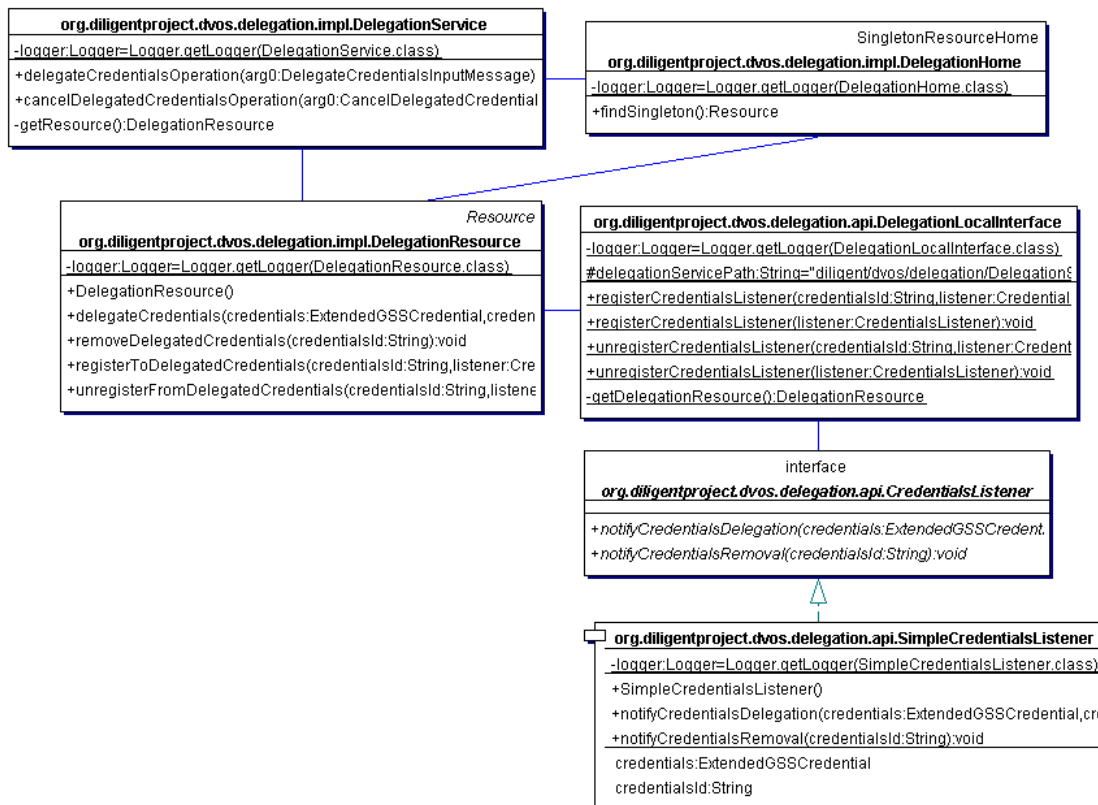 org.diligentproject.dvos.delegation.impl.DelegationService
-logger:Logger=Logger.getLogger(DelegationService.class)
+delegateCredentialsOperation(arg0:DelegateCredentialsInputMessage)
+cancelDelegatedCredentialsOperation(arg0:CancelDelegatedCredential
-getResource():DelegationResource
SingletonResourceHome
org.diligentproject.dvos.delegation.impl.DelegationHome
-logger:Logger=Logger.getLogger(DelegationHome.class)
+findSingleton():Resource
Resource
org.diligentproject.dvos.delegation.impl.DelegationResource
-logger:Logger=Logger.getLogger(DelegationResource.class)
+DelegationResource()
+delegateCredentials(credentials:ExtendedGSSCredential,creden
+removeDelegatedCredentials(credentialsId:String):void
+registerToDelegatedCredentials(credentialsId:String,listener:Cre
+unregisterFromDelegatedCredentials(credentialsId:String,listene
org.diligentproject.dvos.delegation.api.DelegationLocalInterface
-logger:Logger=Logger.getLogger(DelegationLocalInterface.class)
#delegationServicePath:String="diligent/dvos/delegation/DelegationS
+registerCredentialsListener(credentialsId:String,listener:Credential
+registerCredentialsListener(listener:CredentialsListener):void
+unregisterCredentialsListener(credentialsId:String,listener:Credent
+unregisterCredentialsListener(listener:CredentialsListener):void
-getDelegationResource():DelegationResource
interface
org.diligentproject.dvos.delegation.api.CredentialsListener
+notifyCredentialsDelegation(credentials:ExtendedGSSCredent.
+notifyCredentialsRemoval(credentialsId:String):void
org.diligentproject.dvos.delegation.api.SimpleCredentialsListener
-logger:Logger=Logger.getLogger(SimpleCredentialsListener.class)
+SimpleCredentialsListener()
+notifyCredentialsDelegation(credentials:ExtendedGSSCredential,cre
+notifyCredentialsRemoval(credentialsId:String):void
credentials:ExtendedGSSCredential
credentialsId:String